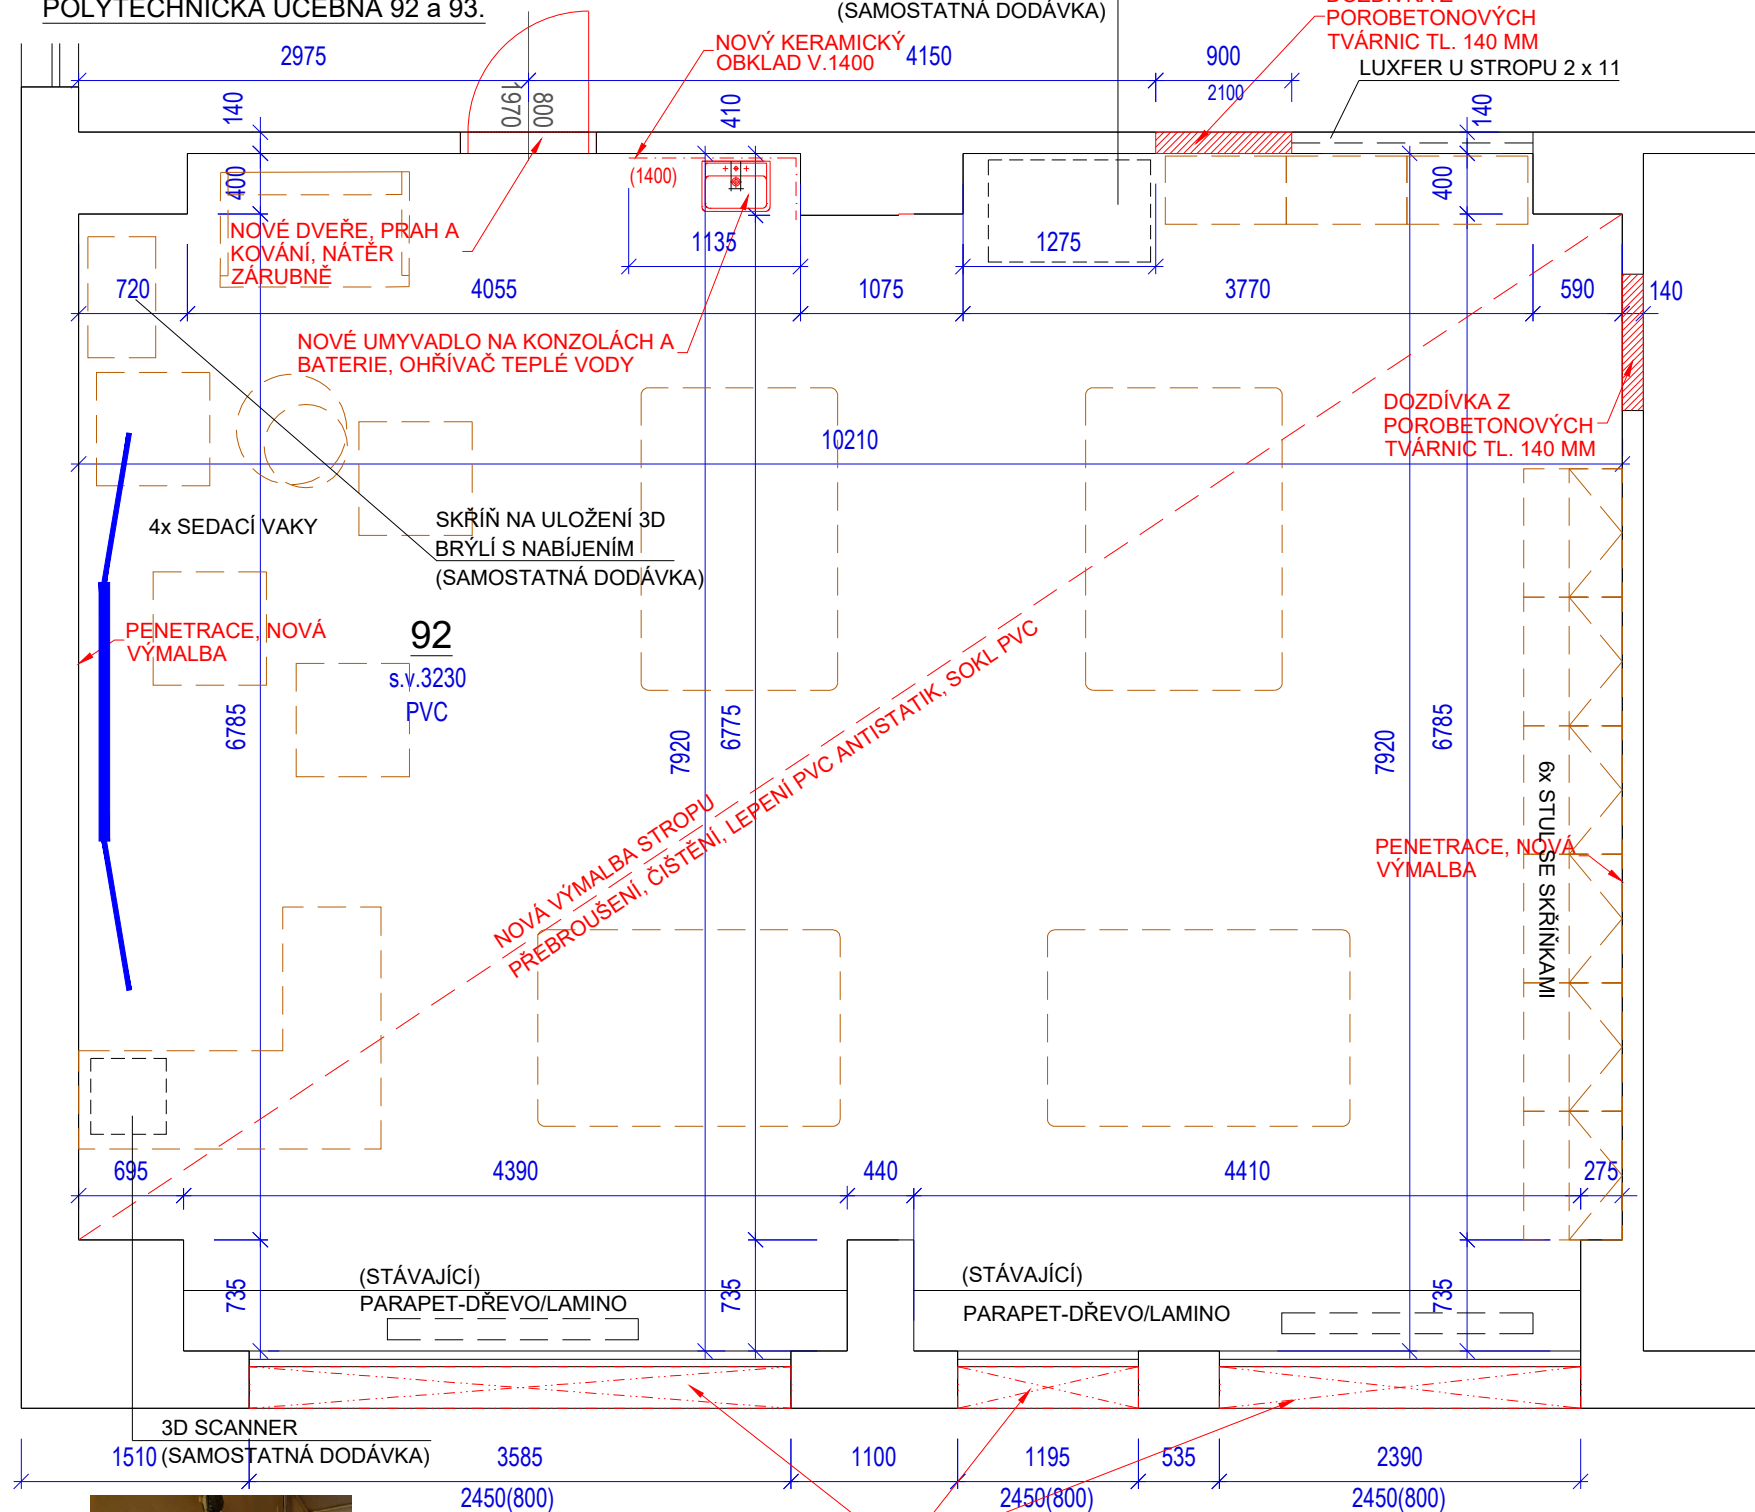 POLYTECHNICKÁ UČEBNA 92 a 93.
(SAMOSTATNÁ DODÁVKA)
POROBETONOVÝCH
TVÁRNIC TL. 140 MM
NOVÝ KERAMICKÝ
OBKLAD V.1400
LUXFER U STROPU 2 x 11
2975
4150
900
2100
140
800
1970
410
140
400
(1400)
400
NOVÉ DVEŘE, PRAH A
KOVÁNÍ, NÁTĚR
ZÁRUBNĚ
1135
1275
720
4055
1075
3770
590
140
NOVÉ UMYVADLO NA KONZOLÁCH A
BATERIE, OHŘÍVAČ TEPLÉ VODY
DOZDÍVKA Z
POROBETONOVÝCH
TVÁRNIC TL. 140 MM
10210
4x SEDACÍ VAKY
SKŘÍŇ NA ULOŽENÍ 3D
BRÝLÍ S NABÍJENÍM
(SAMOSTATNÁ DODÁVKA)
PENETRACE, NOVÁ
VÝMALBA
92
s.v.3230
PVC
6785
7920
6775
7920
6785
NOVÁ VÝMALBA STROPU
PŘEBROUŠENÍ, ČIŠTĚNÍ, LEPENÍ PVC ANTISTATIK, SOKL PVC
6x STUL SE SKŘÍŇKAMI
PENETRACE, NOVÁ
VÝMALBA
695
4390
440
4410
275
735
(STÁVAJÍCÍ)
PARAPET-DŘEVO/LAMINO
735
(STÁVAJÍCÍ)
PARAPET-DŘEVO/LAMINO
735
3D SCANNER
(SAMOSTATNÁ DODÁVKA)
1510
3585
1100
1195
535
2390
2450(800)
2450(800)
2450(800)